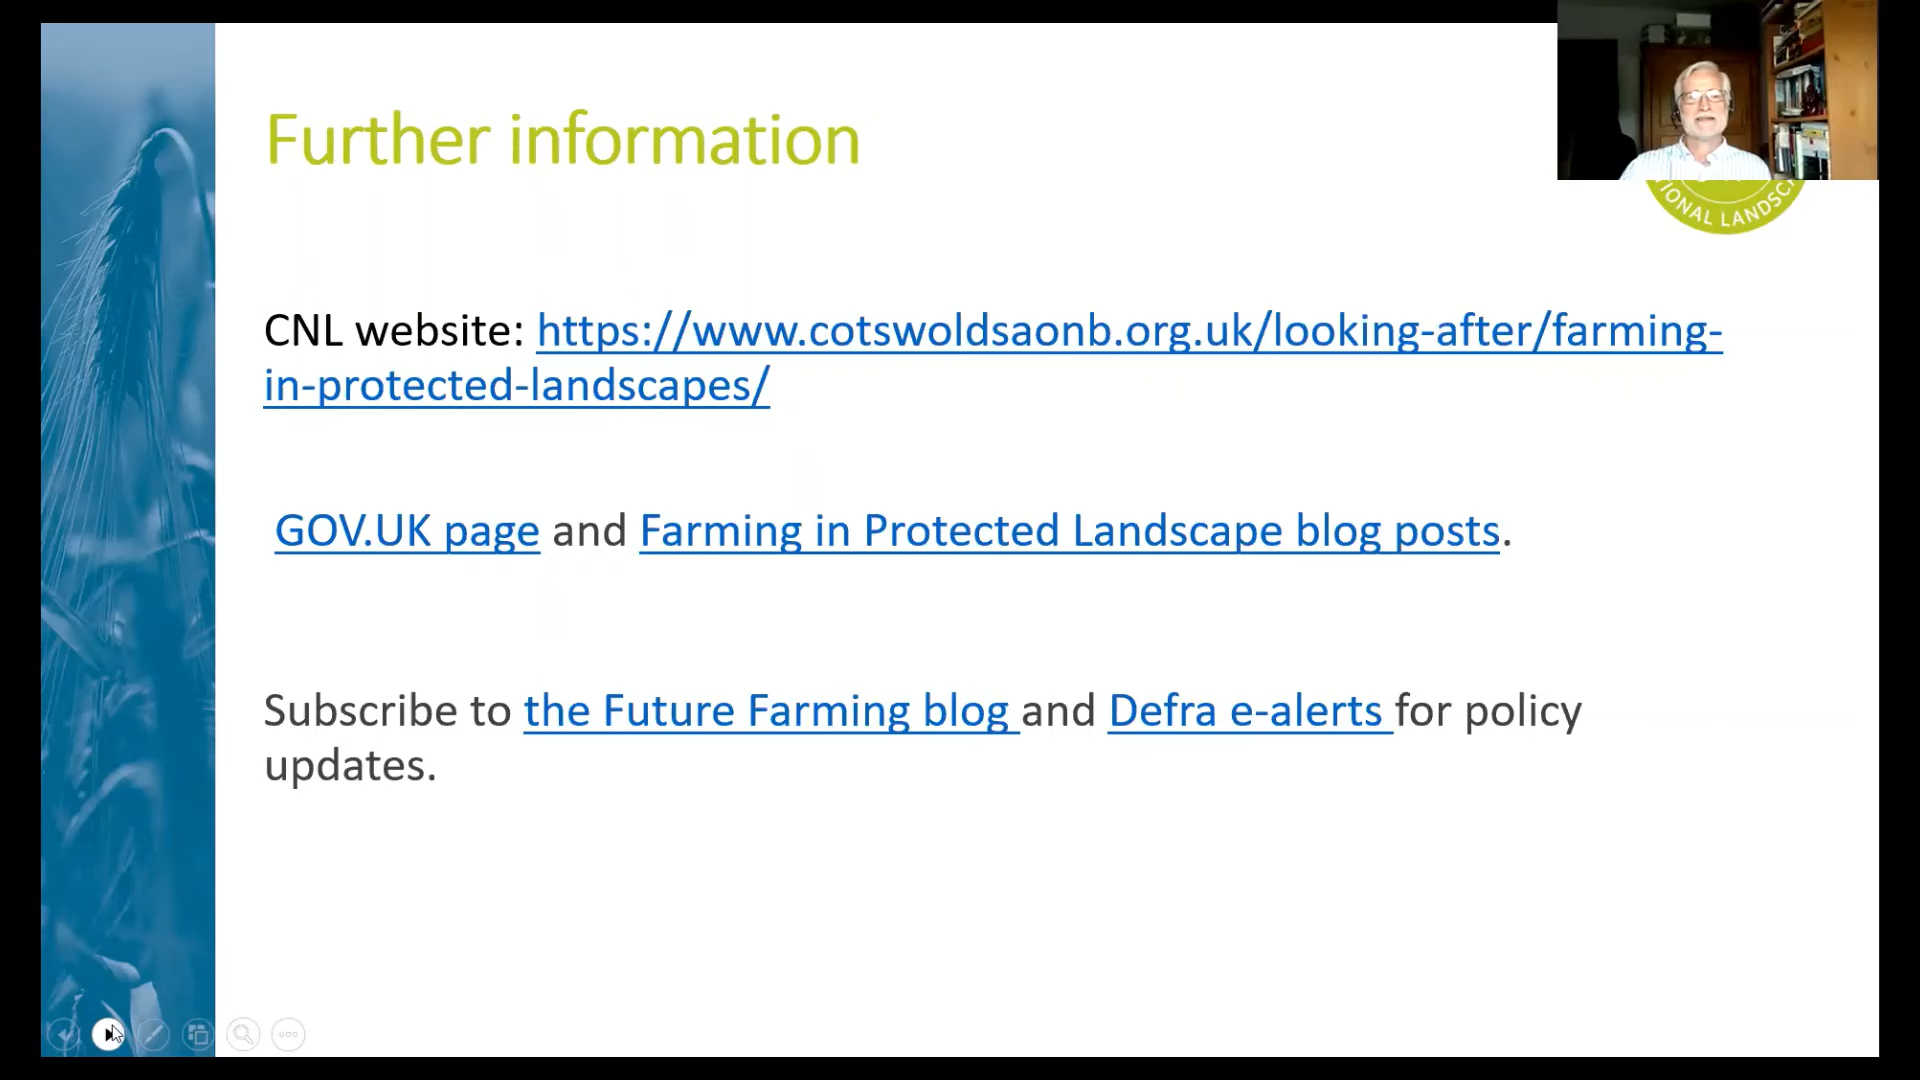 Further information
IONAL LANDSC
CNL website: https://www.cotswoldsaonb.org.uk/looking-after/farming-
in-protected-landscapes/
GOV.UK page and Farming in Protected Landscape blog posts.
Subscribe to the Future Farming blog and Defra e-alerts for policy
updates.